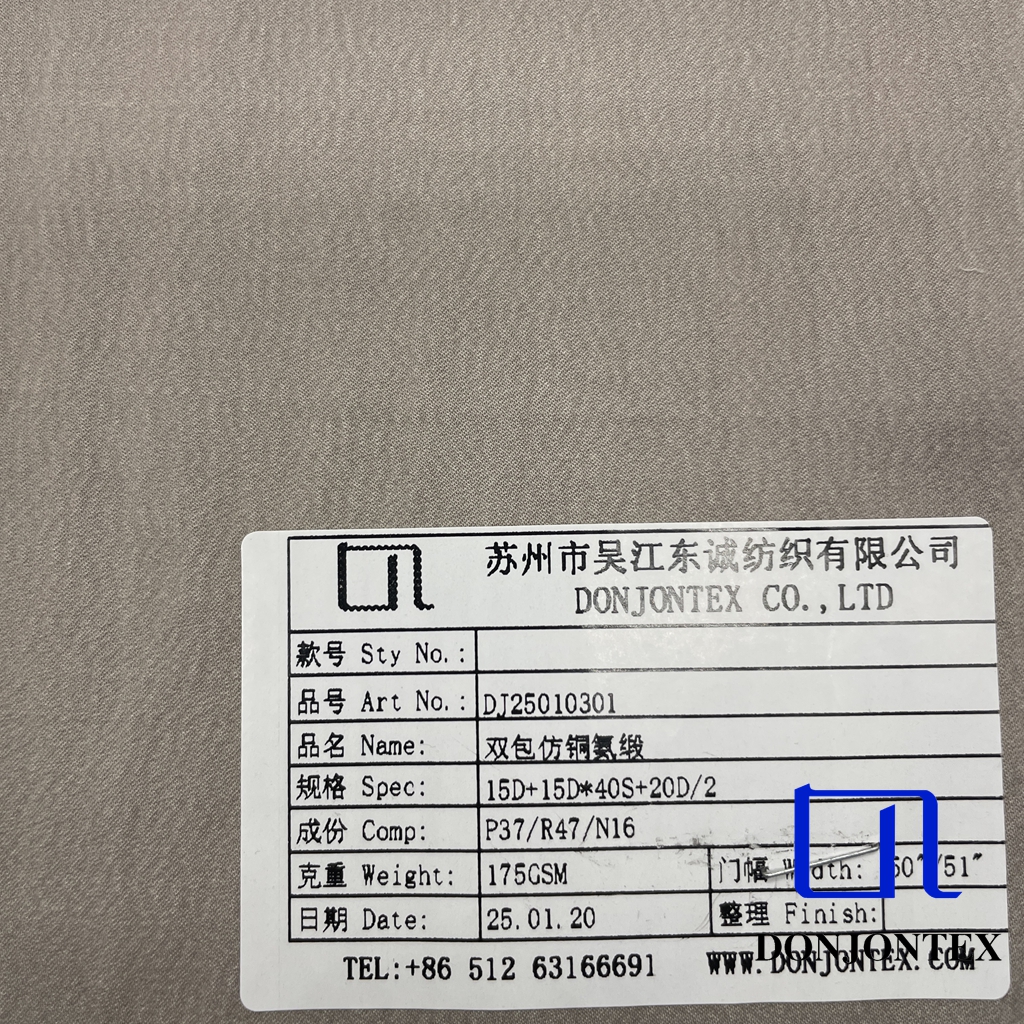 苏州市吴江东诚纺织有限公司
DONJONTEX CO.,LTD
款号 Sty No.:
品号 Art No.: DJ25010301
品名 Name: 双包仿铜氨缎
规格 Spec: 15D+15D*40S+20D/2
成份 Comp: P37/R47/N16
克重 Weight: 175GSM 门幅 Width: 50"/51"
日期 Date: 25.01.20 整理 Finish:
TEL:+86 512 63166691 WWW.DONJONTEX.COM
DONJONTEX